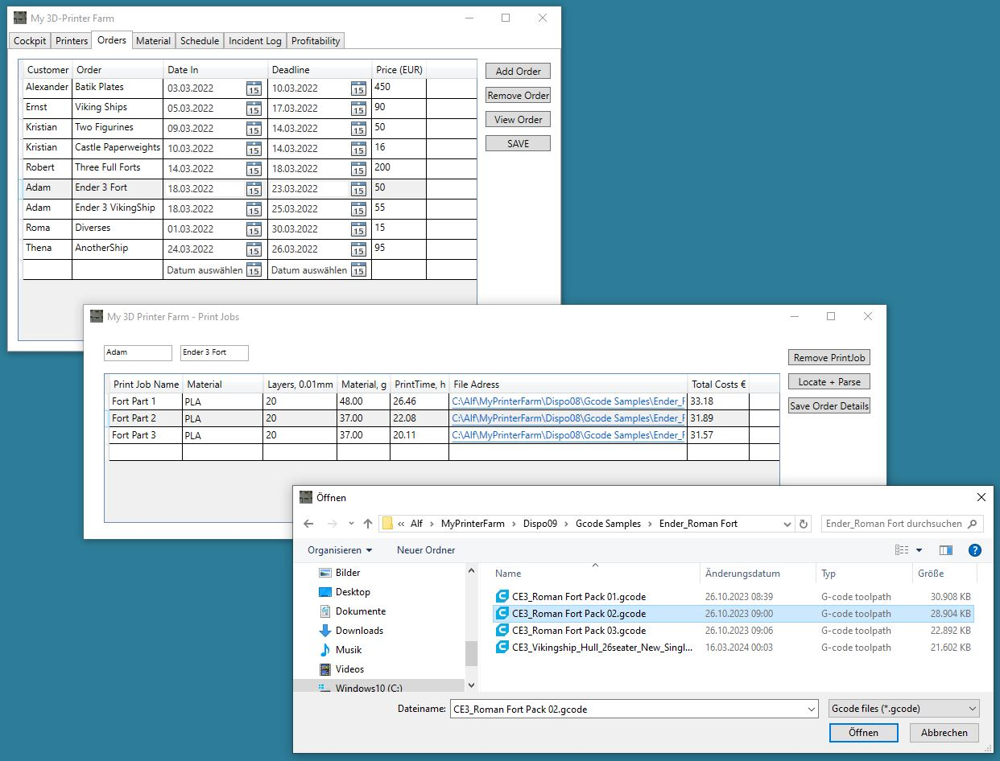 My 3D-Printer Farm
Cockpit Printers Orders Material Schedule Incident Log Profitability
Customer Order Date In Deadline Price (EUR)
Alexander Batik Plates 03.03.2022 15 10.03.2022 15 450
Ernst Viking Ships 05.03.2022 15 17.03.2022 15 90
Kristian Two Figurines 09.03.2022 15 14.03.2022 15 50
Kristian Castle Paperweights 10.03.2022 15 14.03.2022 15 16
Robert Three Full Forts 14.03.2022 15 18.03.2022 15 200
Adam Ender 3 Fort 18.03.2022 15 23.03.2022 15 50
Adam Ender 3 VikingShip 18.03.2022 15 25.03.2022 15 55
Roma Diverses 01.03.2022 15 30.03.2022 15 15
Thena AnotherShip 24.03.2022 15 26.03.2022 15 95
Datum auswählen 15 Datum auswählen 15
Add Order
Remove Order
View Order
SAVE
My 3D Printer Farm - Print Jobs
Adam Ender 3 Fort
Print Job Name Material Layers, 0.01mm Material, g PrintTime, h File Adress Total Costs €
Fort Part 1 PLA 20 48.00 26.46 C:\Alf\MyPrinterFarm\Dispo08\Gcode Samples\Ender_ 33.18
Fort Part 2 PLA 20 37.00 22.08 C:\Alf\MyPrinterFarm\Dispo08\Gcode Samples\Ender_ 31.89
Fort Part 3 PLA 20 37.00 20.11 C:\Alf\MyPrinterFarm\Dispo08\Gcode Samples\Ender_ 31.57
Remove PrintJob
Locate + Parse
Save Order Details
Öffnen
« Alf › MyPrinterFarm › Dispo09 › Gcode Samples › Ender_Roman Fort
Ender_Roman Fort durchsuchen
Organisieren Neuer Ordner ?
Bilder
Desktop
Dokumente
Downloads
Musik
Videos
Windows10 (C:)
Name Änderungsdatum Typ Größe
CE3_Roman Fort Pack 01.gcode 26.10.2023 08:39 G-code toolpath 30.908 KB
CE3_Roman Fort Pack 02.gcode 26.10.2023 09:00 G-code toolpath 28.904 KB
CE3_Roman Fort Pack 03.gcode 26.10.2023 09:06 G-code toolpath 22.892 KB
CE3_Vikingship_Hull_26seater_New_Singl... 16.03.2024 00:03 G-code toolpath 21.602 KB
Dateiname: CE3_Roman Fort Pack 02.gcode Gcode files (*.gcode)
Öffnen Abbrechen